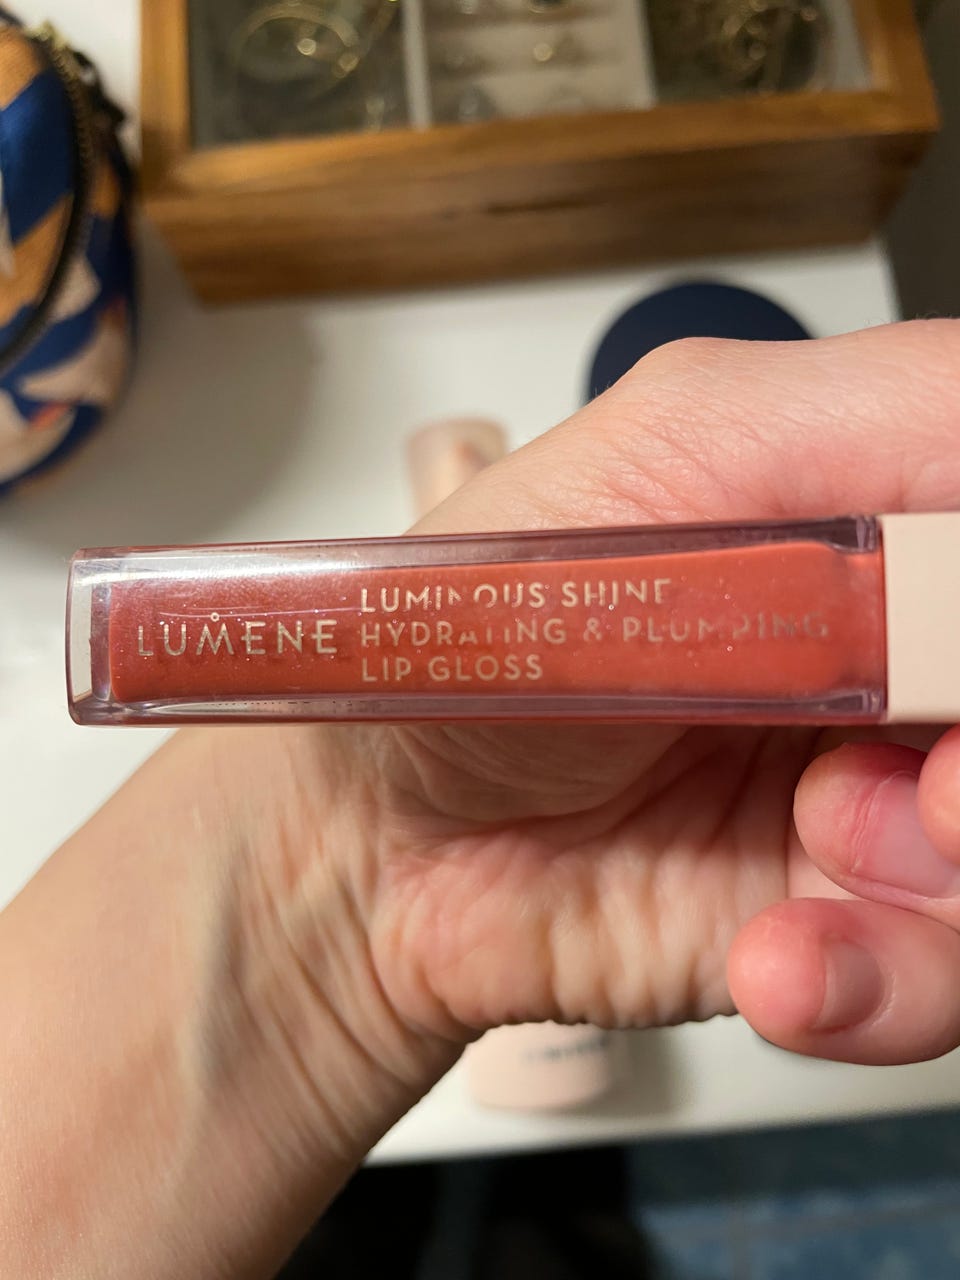 LUMENE
LUMINOUS SHINE
HYDRATING & PLUMPING
LIP GLOSS